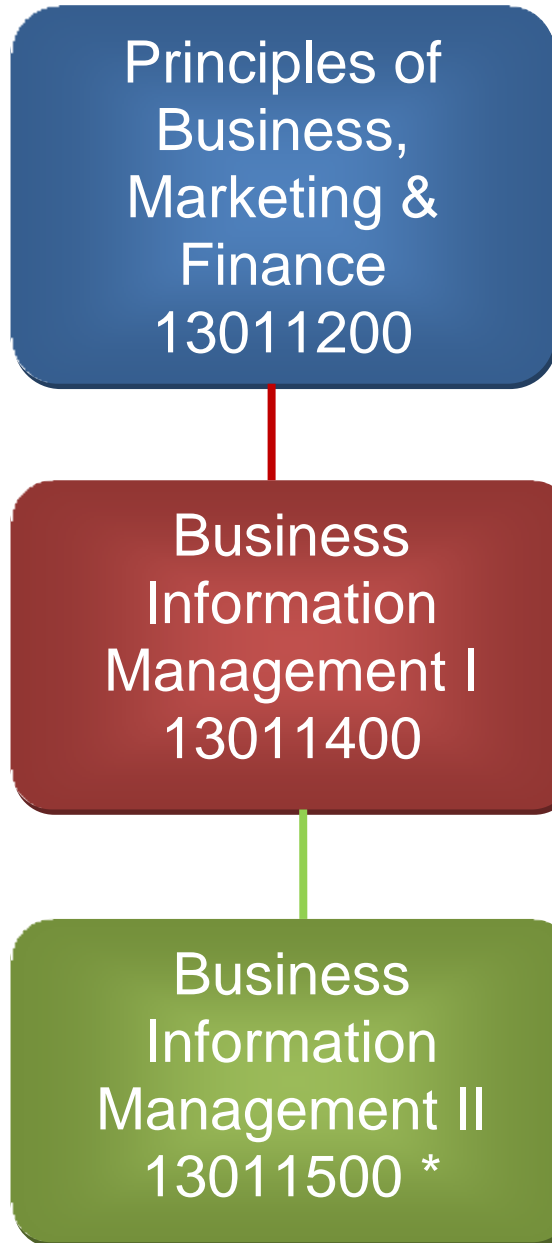 Principles of
Business,
Marketing &
Finance
13011200
Business
Information
Management I
13011400
Business
Information
Management II
13011500 *